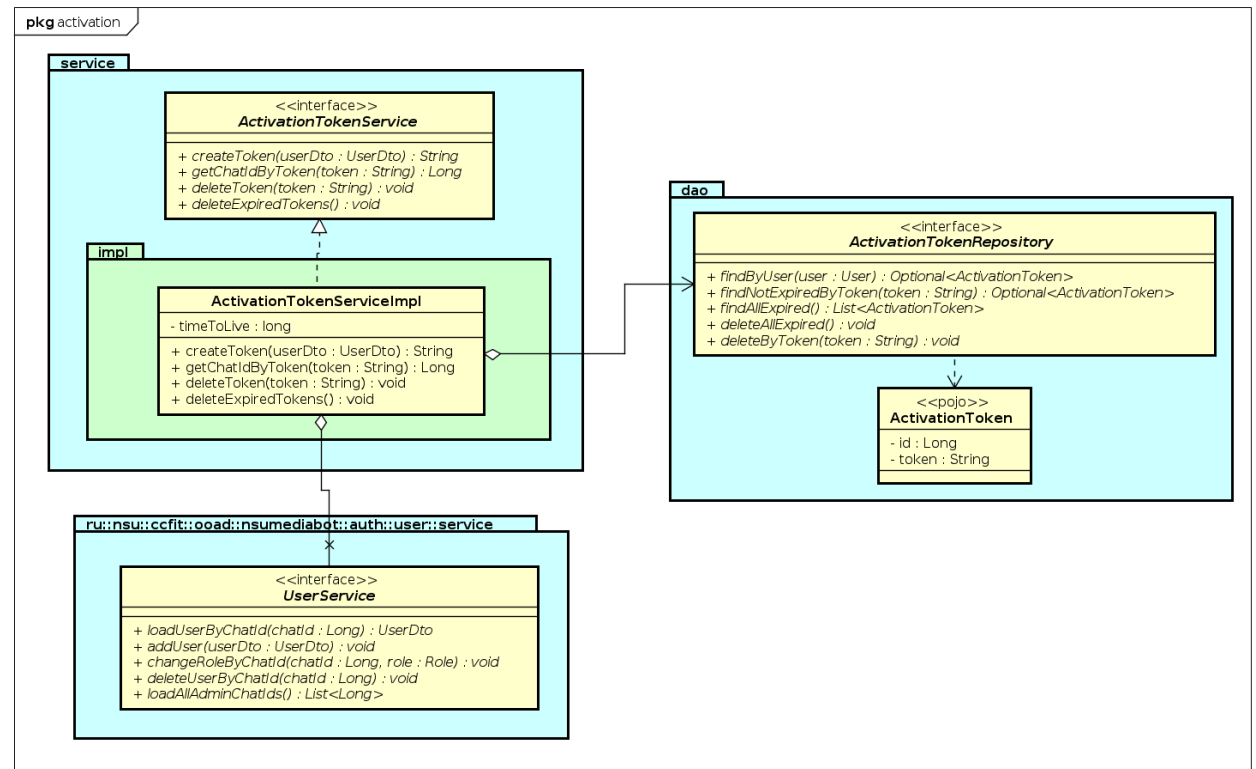 pkg activation
service
<<interface>>
ActivationTokenService
+ createToken(userDto : UserDto) : String
+ getChatIdByToken(token : String) : Long
+ deleteToken(token : String) : void
+ deleteExpiredTokens() : void
impl
ActivationTokenServiceImpl
- timeToLive : long
+ createToken(userDto : UserDto) : String
+ getChatIdByToken(token : String) : Long
+ deleteToken(token : String) : void
+ deleteExpiredTokens() : void
dao
<<interface>>
ActivationTokenRepository
+ findByUser(user : User) : Optional<ActivationToken>
+ findNotExpiredByToken(token : String) : Optional<ActivationToken>
+ findAllExpired() : List<ActivationToken>
+ deleteAllExpired() : void
+ deleteByToken(token : String) : void
<<pojo>>
ActivationToken
- id : Long
- token : String
ru::nsu::ccfit::ooad::nsumediabot::auth::user::service
<<interface>>
UserService
+ loadUserByChatId(chatId : Long) : UserDto
+ addUser(userDto : UserDto) : void
+ changeRoleByChatId(chatId : Long, role : Role) : void
+ deleteUserByChatId(chatId : Long) : void
+ loadAllAdminChatIds() : List<Long>